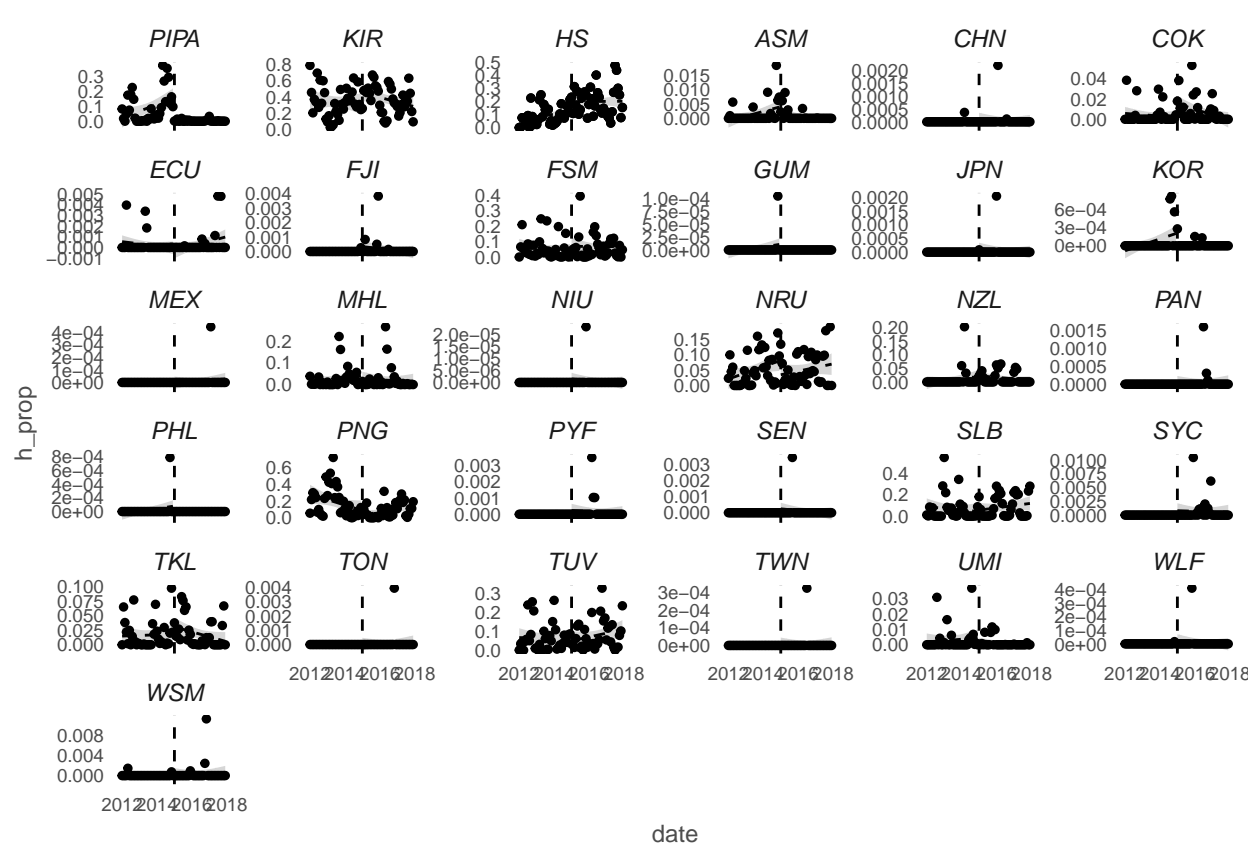 PIPA KIR HS ASM CHN COK
0.3 0.2 0.1 0.0
0.8 0.6 0.4 0.2 0.0
0.5 0.4 0.3 0.2 0.1 0.0
0.015 0.010 0.005 0.000
0.0020 0.0015 0.0010 0.0005 0.0000
0.04 0.02 0.00
ECU FJI FSM GUM JPN KOR
0.005 0.004 0.003 0.002 0.001 0.000 −0.001
0.004 0.003 0.002 0.001 0.000
0.4 0.3 0.2 0.1 0.0
1.0e−04 7.5e−05 5.0e−05 2.5e−05 0.0e+00
0.0020 0.0015 0.0010 0.0005 0.0000
6e−04 3e−04 0e+00
MEX MHL NIU NRU NZL PAN
4e−04 3e−04 2e−04 1e−04 0e+00
0.2 0.1 0.0
2.0e−05 1.5e−05 1.0e−05 5.0e−06 0.0e+00
0.15 0.10 0.05 0.00
0.20 0.15 0.10 0.05 0.00
0.0015 0.0010 0.0005 0.0000
h_prop
PHL PNG PYF SEN SLB SYC
8e−04 6e−04 4e−04 2e−04 0e+00
0.6 0.4 0.2 0.0
0.003 0.002 0.001 0.000
0.003 0.002 0.001 0.000
0.4 0.2 0.0
0.0100 0.0075 0.0050 0.0025 0.0000
TKL TON TUV TWN UMI WLF
0.100 0.075 0.050 0.025 0.000
0.004 0.003 0.002 0.001 0.000
0.3 0.2 0.1 0.0
3e−04 2e−04 1e−04 0e+00
0.03 0.02 0.01 0.00
4e−04 3e−04 2e−04 1e−04 0e+00
2012 2014 2016 2018 2012 2014 2016 2018 2012 2014 2016 2018 2012 2014 2016 2018 2012 2014 2016 2018
WSM
0.008 0.004 0.000
2012 2014 2016 2018
date